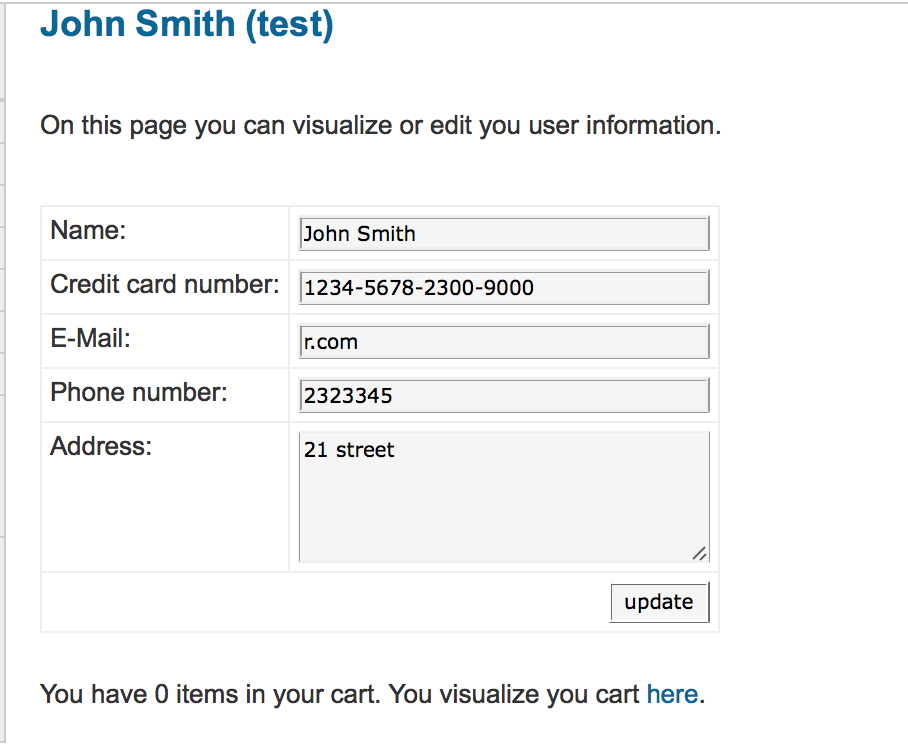 John Smith (test)
On this page you can visualize or edit you user information.
Name: John Smith
Credit card number: 1234-5678-2300-9000
E-Mail: r.com
Phone number: 2323345
Address: 21 street
update
You have 0 items in your cart. You visualize you cart here.